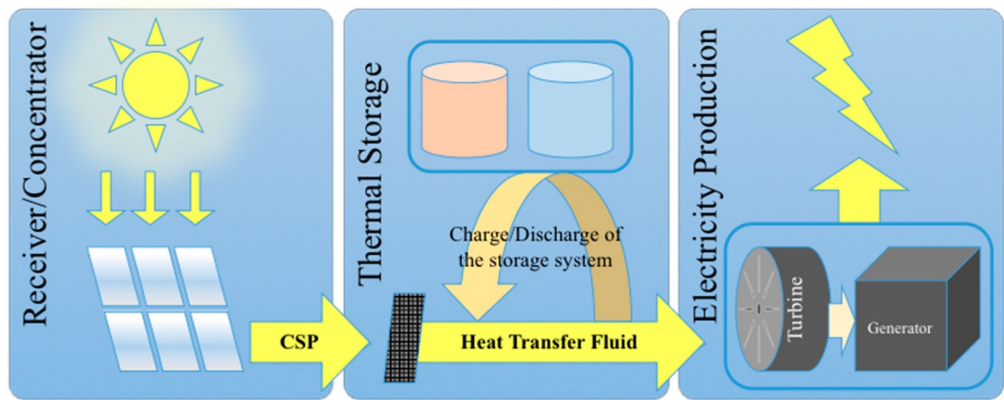 Receiver/Concentrator
CSP
Thermal Storage
Charge/Discharge of
the storage system
Heat Transfer Fluid
Electricity Production
Turbine
Generator